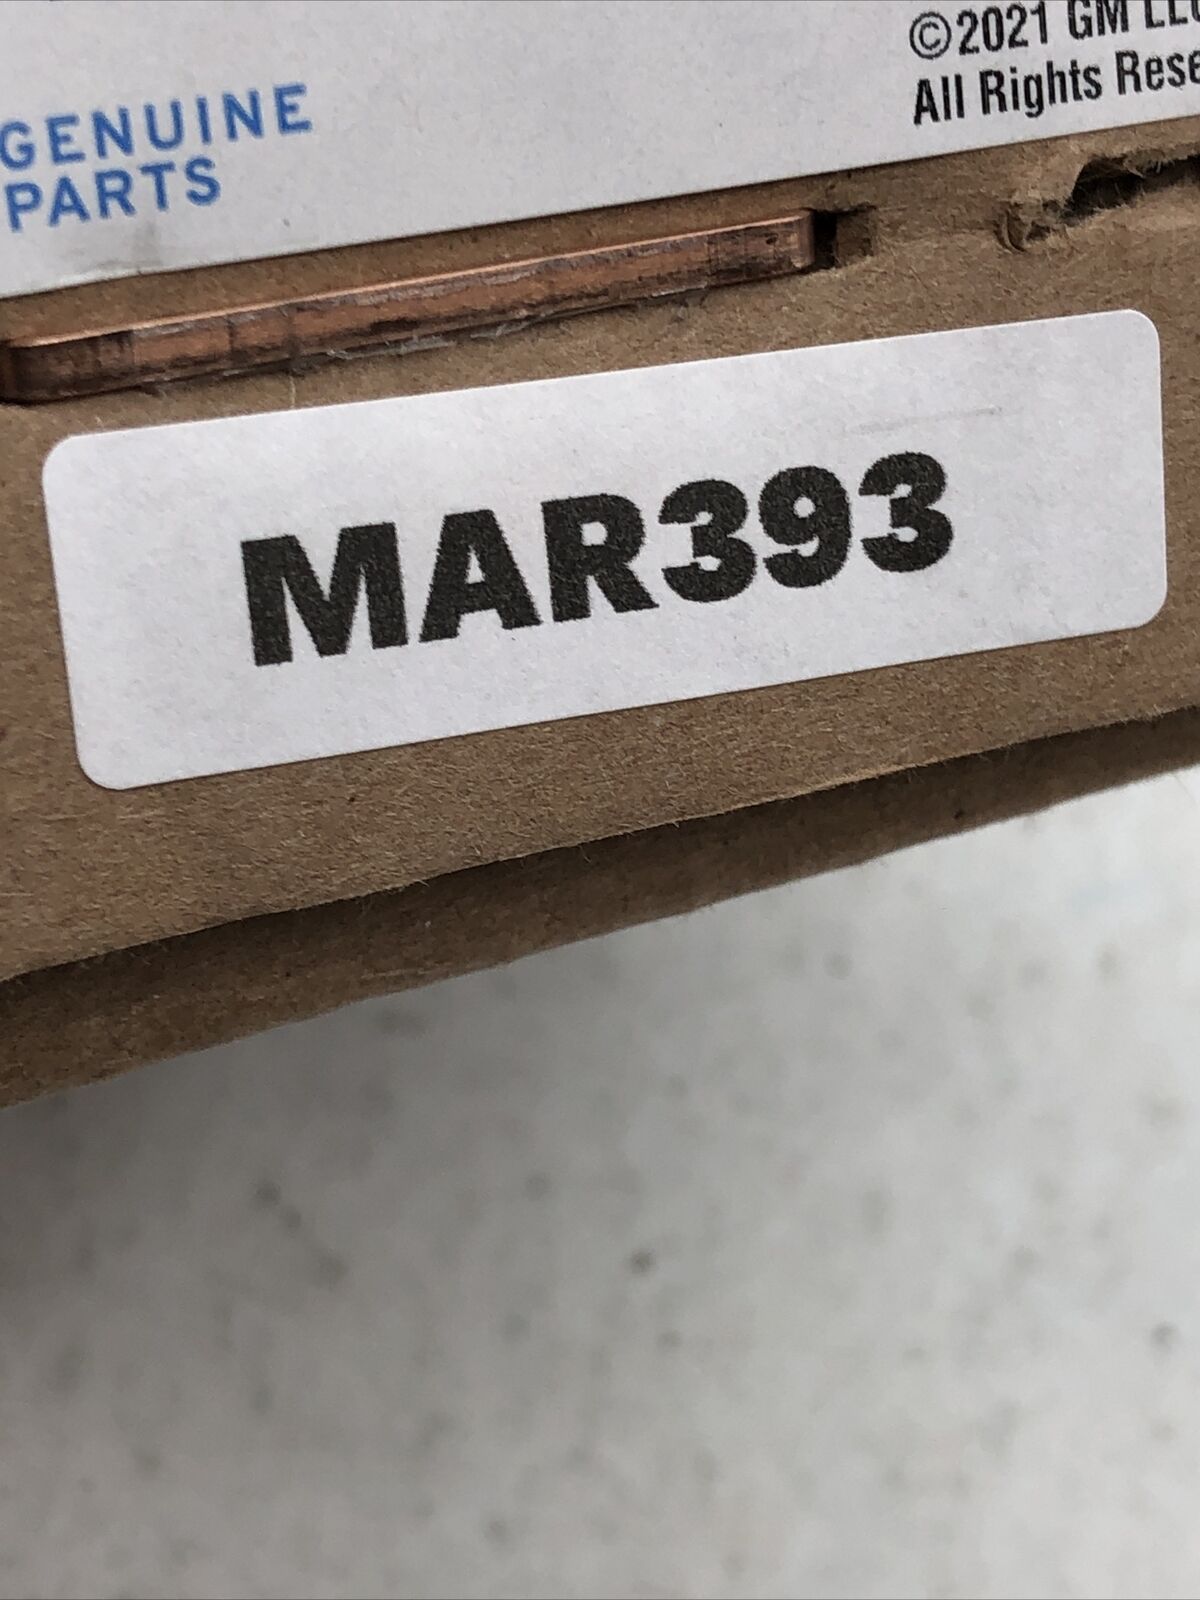 GENUINE
PARTS
©2021 GM
All Rights
MAR393